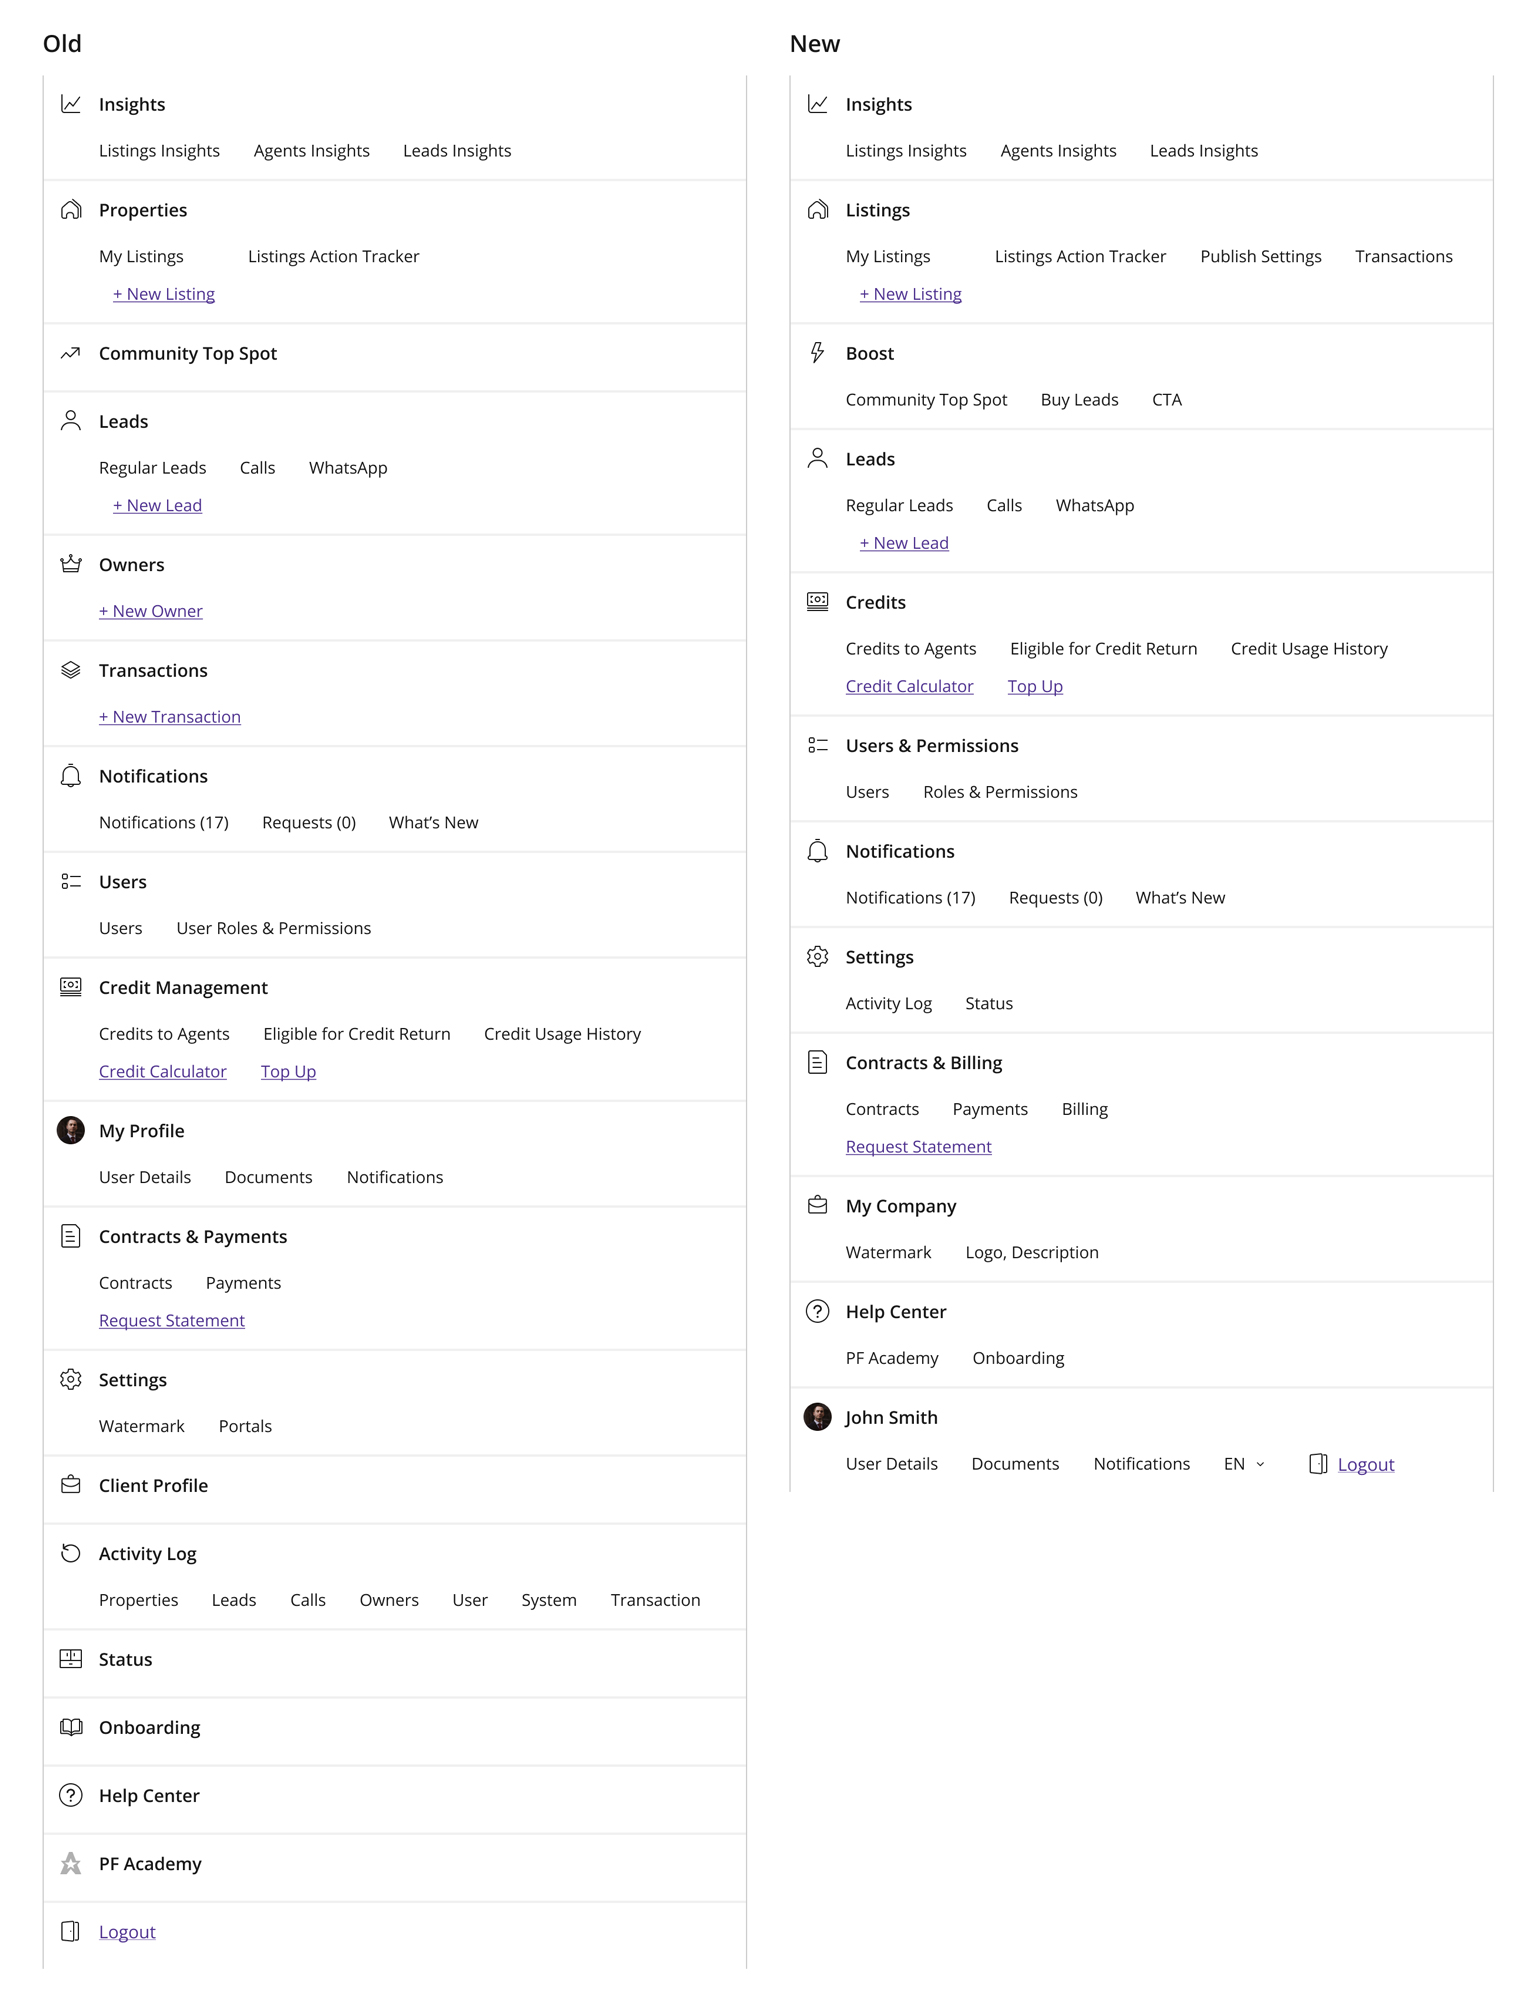 Old
Insights
Listings Insights Agents Insights Leads Insights
Properties
My Listings Listings Action Tracker
+ New Listing
Community Top Spot
Leads
Regular Leads Calls WhatsApp
+ New Lead
Owners
+ New Owner
Transactions
+ New Transaction
Notifications
Notifications (17) Requests (0) What’s New
Users
Users User Roles & Permissions
Credit Management
Credits to Agents Eligible for Credit Return Credit Usage History
Credit Calculator Top Up
My Profile
User Details Documents Notifications
Contracts & Payments
Contracts Payments
Request Statement
Settings
Watermark Portals
Client Profile
Activity Log
Properties Leads Calls Owners User System Transaction
Status
Onboarding
Help Center
PF Academy
Logout
New
Insights
Listings Insights Agents Insights Leads Insights
Listings
My Listings Listings Action Tracker Publish Settings Transactions
+ New Listing
Boost
Community Top Spot Buy Leads CTA
Leads
Regular Leads Calls WhatsApp
+ New Lead
Credits
Credits to Agents Eligible for Credit Return Credit Usage History
Credit Calculator Top Up
Users & Permissions
Users Roles & Permissions
Notifications
Notifications (17) Requests (0) What’s New
Settings
Activity Log Status
Contracts & Billing
Contracts Payments Billing
Request Statement
My Company
Watermark Logo, Description
Help Center
PF Academy Onboarding
John Smith
User Details Documents Notifications EN Logout